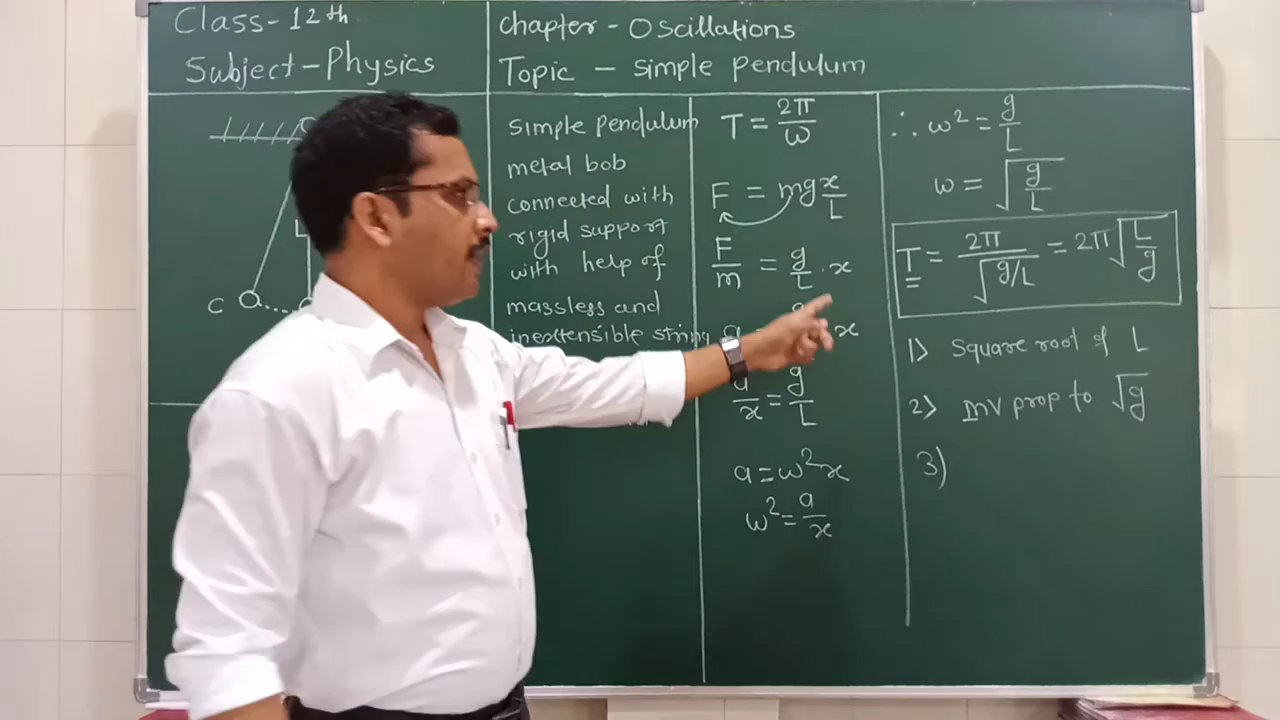 Class-12th
Subject-Physics
Chapter - Oscillations
Topic - simple pendulum
L
C
simple pendulum
metal bob
connected with
rigid support
with help of
massless and
inextensible string
T = 2π/ω
F = mg x/L
F/m = g/L . x
x
a/x = g/L
a = ω²x
ω² = a/x
∴ ω² = g/L
ω = √(g/L)
T = 2π/√(g/L) = 2π√(L/g)
1) Square root of L
2) inv prop to √g
3)